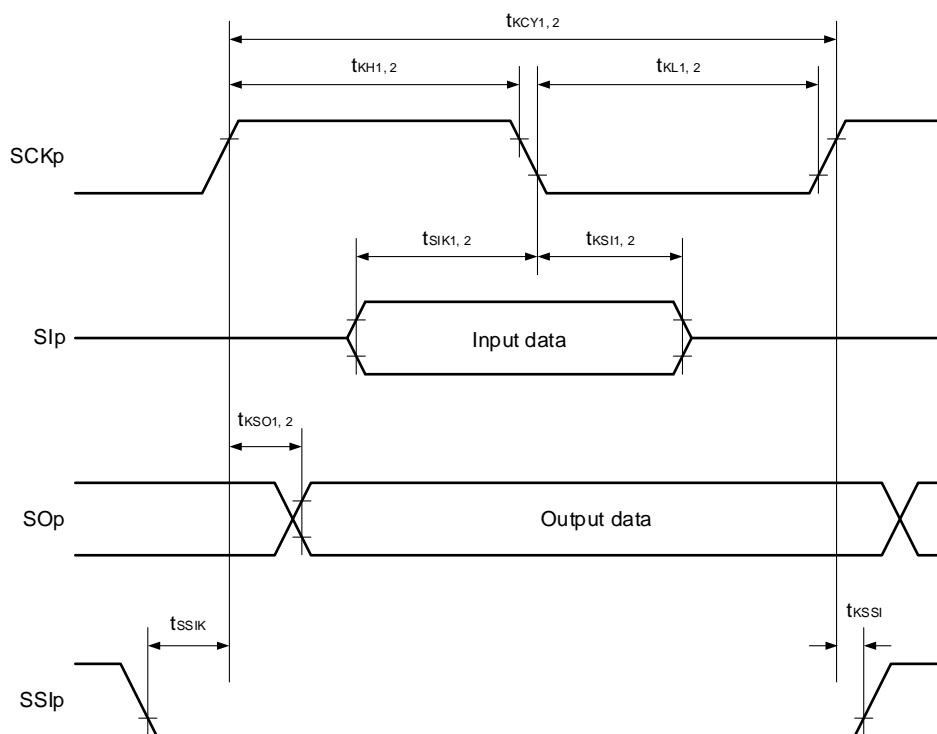 tKCY1, 2
tKH1, 2
tKL1, 2
SCKp
tSIK1, 2
tKSI1, 2
SIp
Input data
tKSO1, 2
SOp
Output data
tSSIK
tKSSI
SSIp